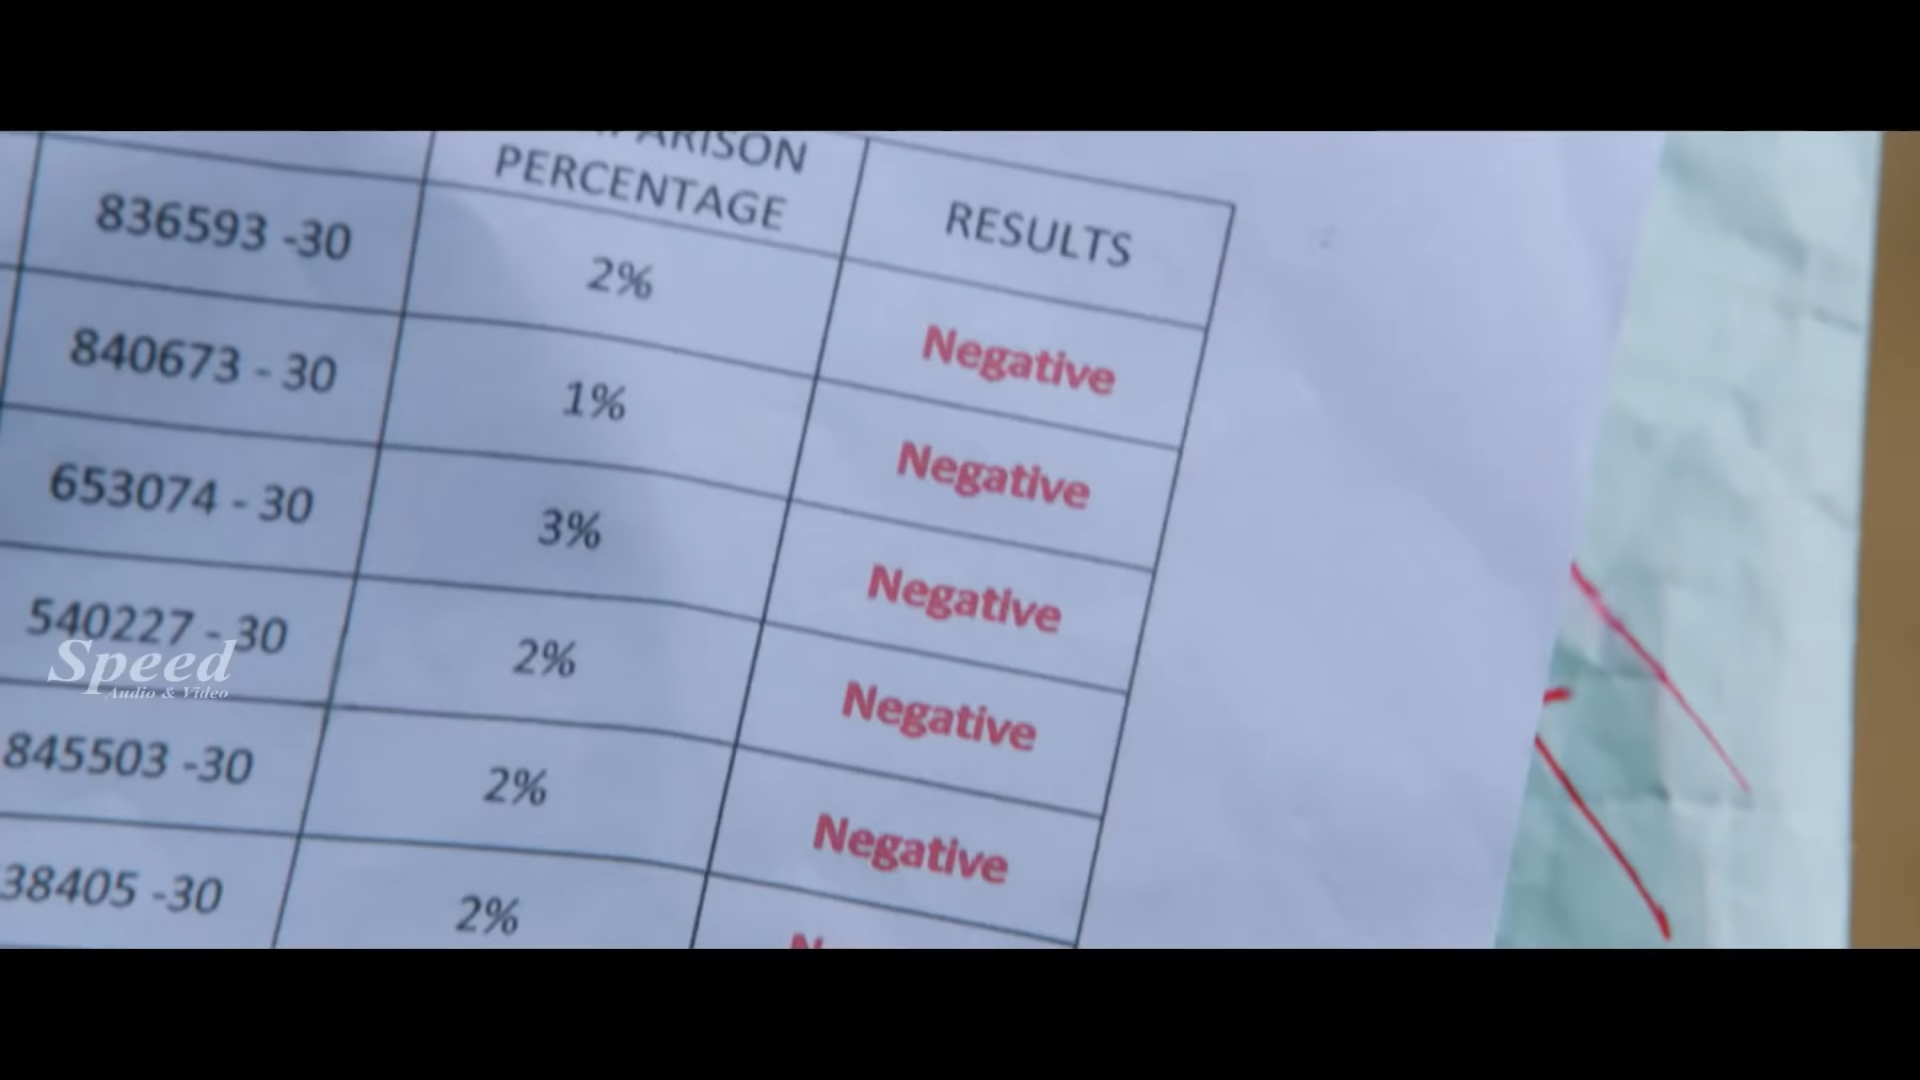 PERCENTAGE
RESULTS
836593 -30
2%
Negative
840673 - 30
1%
Negative
653074 - 30
3%
Negative
540227 - 30
2%
Negative
845503 -30
2%
Negative
38405 -30
2%
Speed
Audio & Video